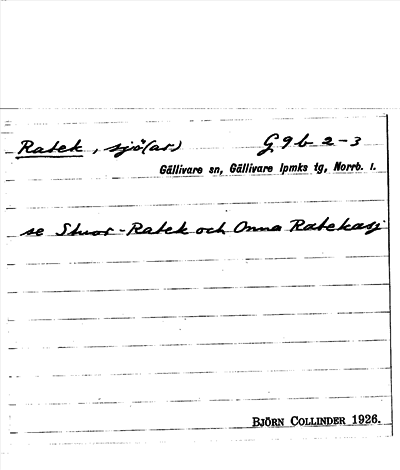 Ratek, sjö(ar) G 9 b 2-3
Gällivare sn, Gällivare lpmks tg, Norrb. l.
se Stuor-Ratek och Onna Ratekasj
BJÖRN COLLINDER 1926.